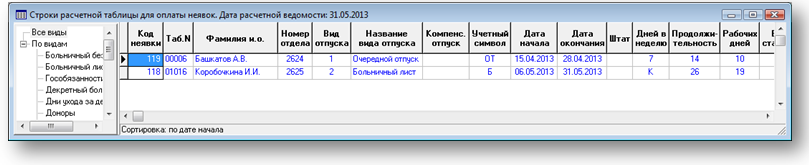 Строки расчетной таблицы для оплаты неявок. Дата расчетной ведомости: 31.05.2013
Все виды
По видам
Больничный без
Больничный лис
Гособязанности
Декретный бол
Дни ухода за де
Доноры
Код неявки Таб.N Фамилия и.о. Номер отдела Вид отпуска Название вида отпуска Компенс. отпуск Учетный символ Дата начала Дата окончания Штат Дней в неделю Продолжи-тельность Рабочих дней
119 00006 Башкатов А.В. 2624 1 Очередной отпуск ОТ 15.04.2013 28.04.2013 7 14 10
118 01016 Коробочкина И.И. 2625 2 Больничный лист Б 06.05.2013 31.05.2013 К 26 19
Сортировка: по дате начала